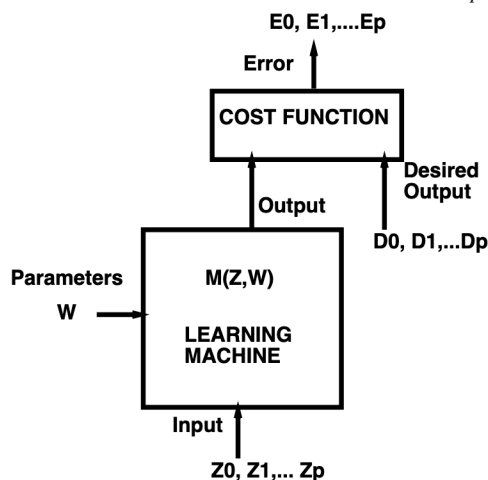 E0, E1,....Ep
Error
COST FUNCTION
Desired
Output
Output
D0, D1,...Dp
Parameters
M(Z,W)
W
LEARNING
MACHINE
Input
Z0, Z1,... Zp